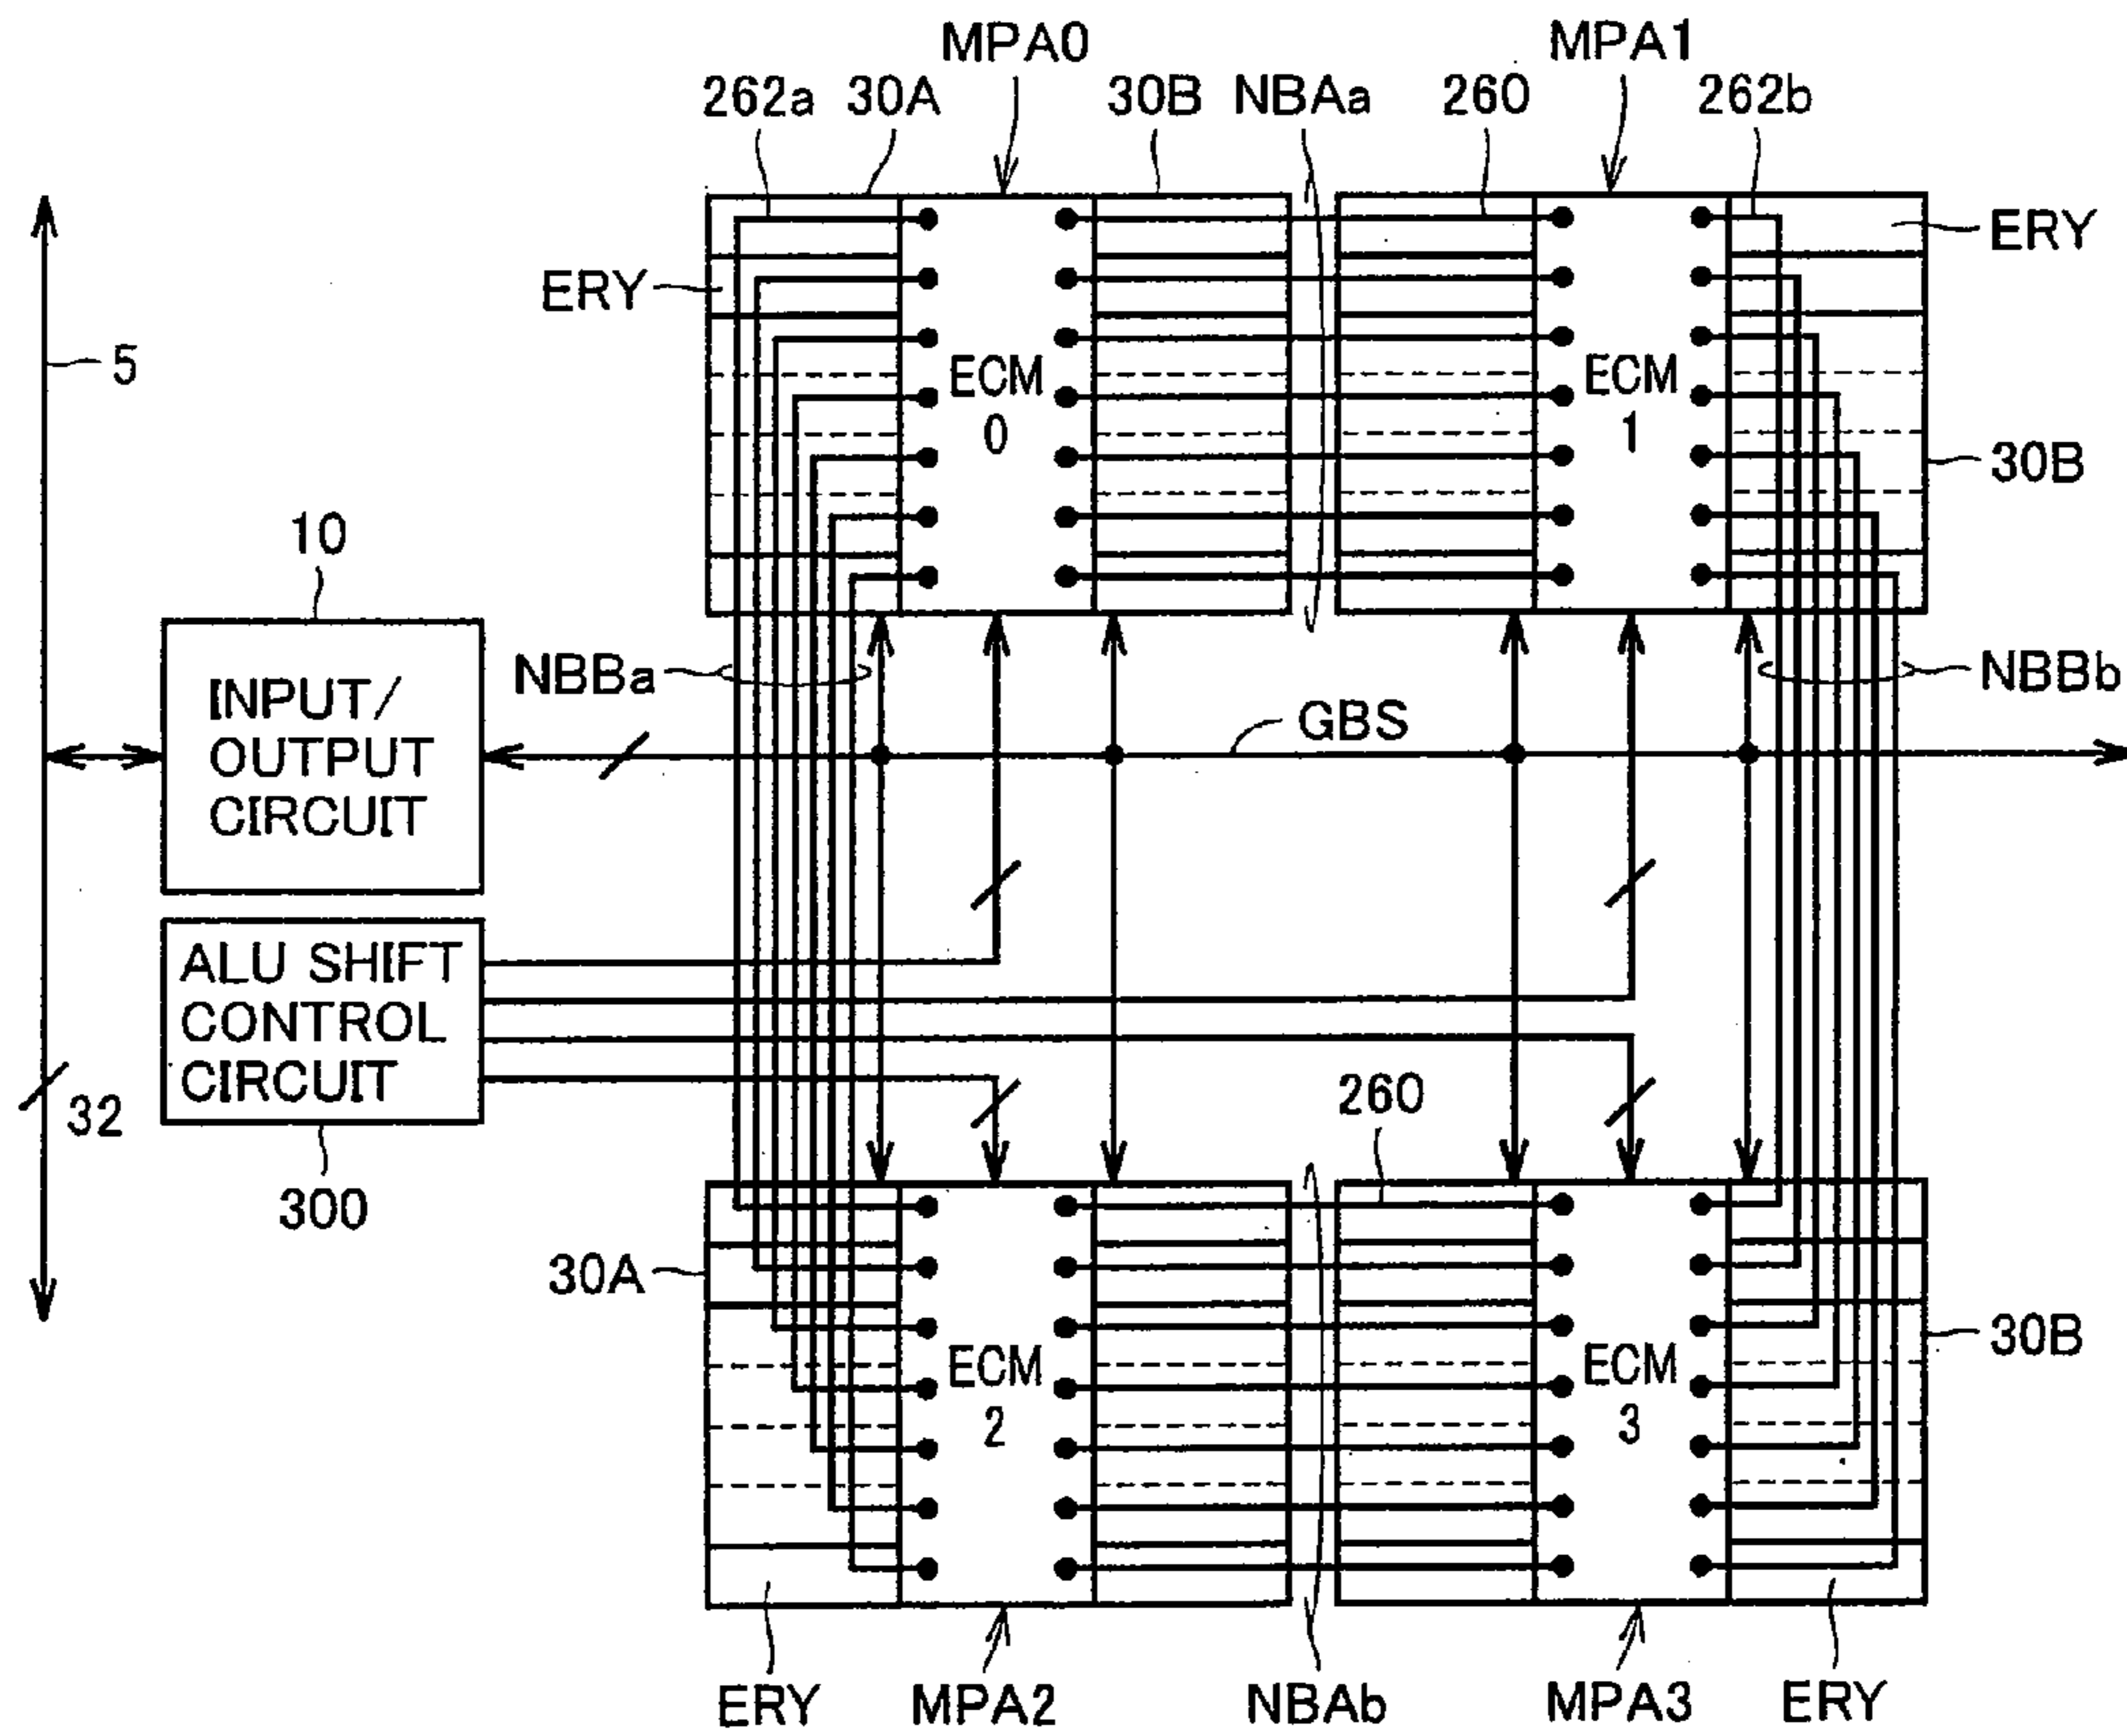 MPA0
MPA1
262a
30A
30B
NBAa
260
262b
ERY
ERY
5
ECM
0
ECM
1
30B
10
NBBa
NBBb
INPUT/
OUTPUT
CIRCUIT
GBS
ALU SHIFT
CONTROL
CIRCUIT
32
260
300
30A
ECM
2
ECM
3
30B
ERY
MPA2
NBAb
MPA3
ERY